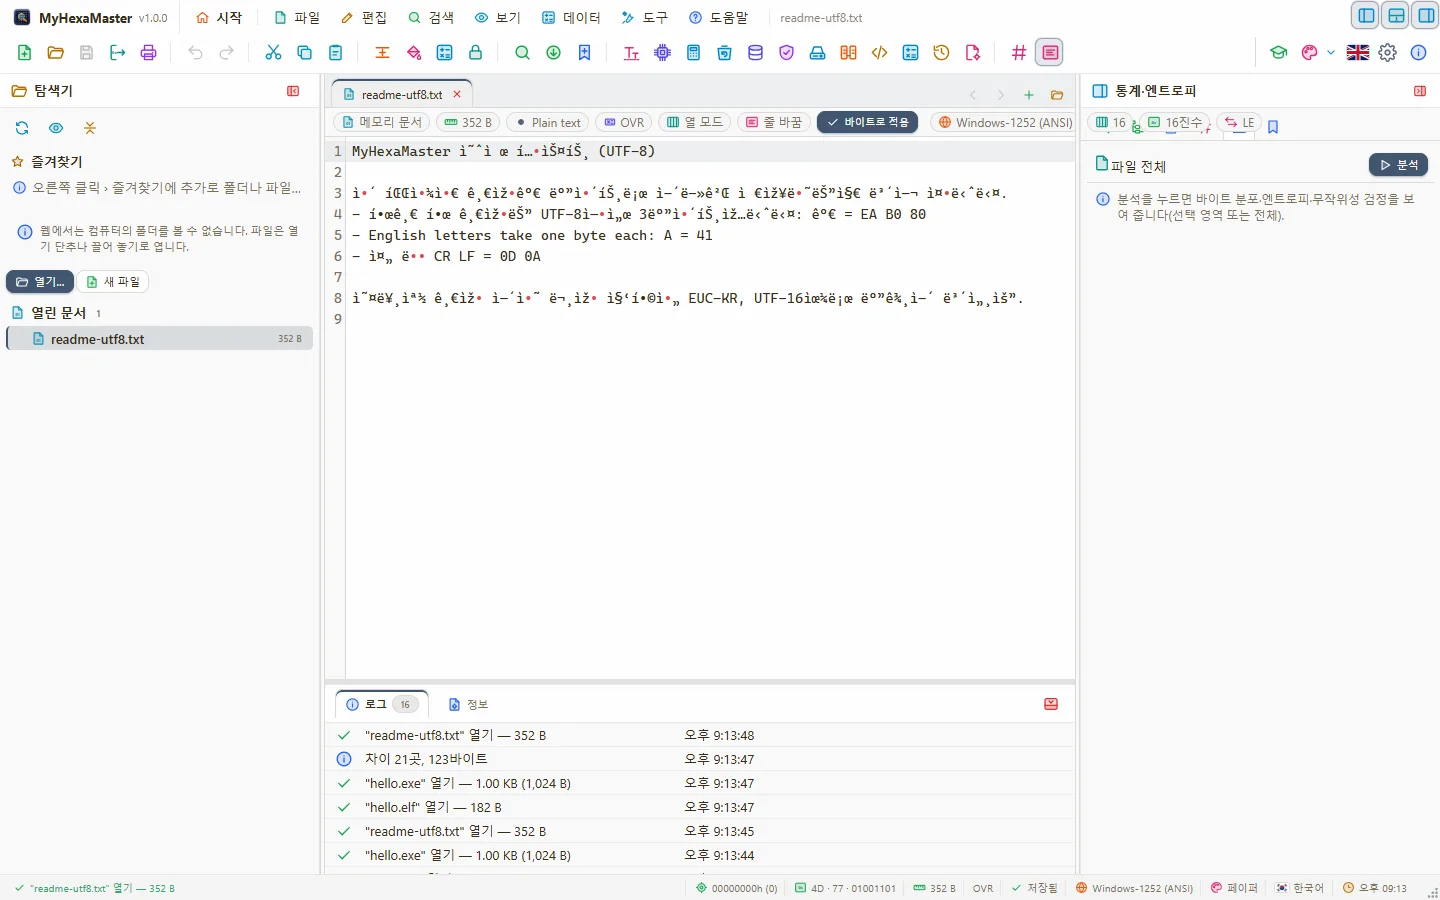 MyHexaMaster v1.0.0 시작 파일 편집 검색 보기 데이터 도구 도움말 readme-utf8.txt
탐색기
즐겨찾기
오른쪽 클릭 › 즐겨찾기에 추가로 폴더나 파일...
웹에서는 컴퓨터의 폴더를 볼 수 없습니다. 파일은 열
기 단추나 끌어 놓기로 엽니다.
열기... 새 파일
열린 문서 1
readme-utf8.txt 352 B
readme-utf8.txt
메모리 문서 352 B Plain text OVR 열 모드 줄 바꿈 바이트로 적용 Windows-1252 (ANSI)
1 MyHexaMaster (UTF-8)
2
3
4 UTF-8 = EA B0 80
5 – English letters take one byte each: A = 41
6 CR LF = 0D 0A
7
8 EUC-KR, UTF-16
9
로그 16 정보
"readme-utf8.txt" 열기 — 352 B 오후 9:13:48
차이 21곳, 123바이트 오후 9:13:47
"hello.exe" 열기 — 1.00 KB (1,024 B) 오후 9:13:47
"hello.elf" 열기 — 182 B 오후 9:13:47
"readme-utf8.txt" 열기 — 352 B 오후 9:13:45
"hello.exe" 열기 — 1.00 KB (1,024 B) 오후 9:13:44
통계·엔트로피
16 16진수 LE
파일 전체 분석
분석을 누르면 바이트 분포·엔트로피·무작위성 검정을 보
여 줍니다(선택 영역 또는 전체).
"readme-utf8.txt" 열기 — 352 B 00000000h (0) 4D · 77 · 01001101 352 B OVR 저장됨 Windows-1252 (ANSI) 페이퍼 한국어 오후 09:13